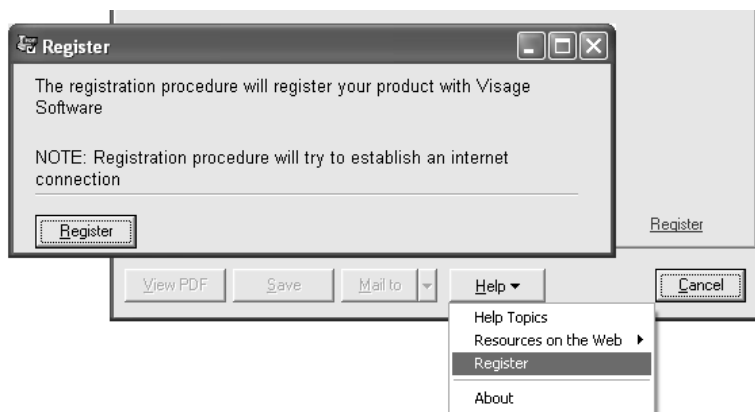 Register
The registration procedure will register your product with Visage
Software
NOTE: Registration procedure will try to establish an internet
connection
Register
Register
View PDF Save Mail to Help Cancel
Help Topics
Resources on the Web
Register
About